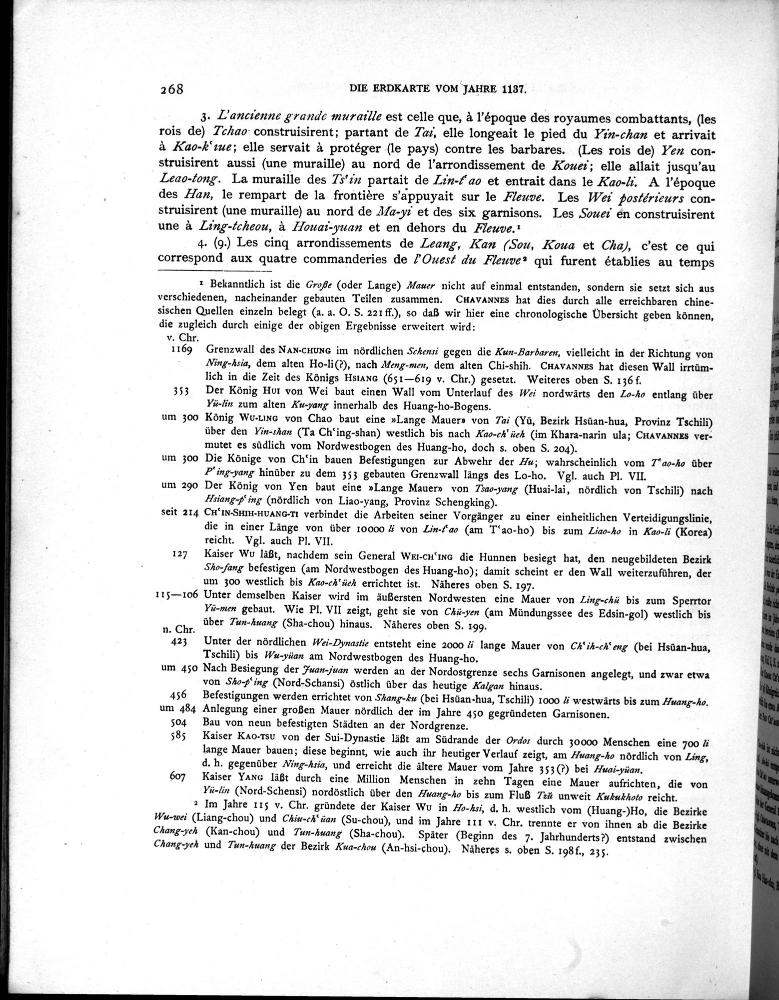 268 DIE ERDKARTE VOM JAHRE 1137.
3. L'ancienne grande muraille est celle que, à l'époque des royaumes combattants, (les
rois de) Tchao construisirent; partant de Tai, elle longeait le pied du Yin-chan et arrivait
à Kao-k'iue; elle servait à protéger (le pays) contre les barbares. (Les rois de) Yen con-
struisirent aussi (une muraille) au nord de l'arrondissement de Kouei; elle allait jusqu'au
Leao-tong. La muraille des Ts'in partait de Lin-t'ao et entrait dans le Kao-li. A l'époque
des Han, le rempart de la frontière s'appuyait sur le Fleuve. Les Wei postérieurs con-
struisirent (une muraille) au nord de Ma-yi et des six garnisons. Les Souei en construisirent
une à Ling-tcheou, à Houai-yuan et en dehors du Fleuve.¹
4. (9.) Les cinq arrondissements de Leang, Kan (Sou, Koua et Cha), c'est ce qui
correspond aux quatre commanderies de l'Ouest du Fleuve² qui furent établies au temps
¹ Bekanntlich ist die Große (oder Lange) Mauer nicht auf einmal entstanden, sondern sie setzt sich aus
verschiedenen, nacheinander gebauten Teilen zusammen. CHAVANNES hat dies durch alle erreichbaren chine-
sischen Quellen einzeln belegt (a. a. O. S. 221 ff.), so daß wir hier eine chronologische Übersicht geben können,
die zugleich durch einige der obigen Ergebnisse erweitert wird:
v. Chr.
1169 Grenzwall des NAN-CHUNG im nördlichen Schensi gegen die Kun-Barbaren, vielleicht in der Richtung von
Ning-hsia, dem alten Ho-li(?), nach Meng-men, dem alten Chi-shih. CHAVANNES hat diesen Wall irrtüm-
lich in die Zeit des Königs HSIANG (651—619 v. Chr.) gesetzt. Weiteres oben S. 136 f.
353 Der König HUI von Wei baut einen Wall vom Unterlauf des Wei nordwärts den Lo-ho entlang über
Yü-lin zum alten Ku-yang innerhalb des Huang-ho-Bogens.
um 300 König WU-LING von Chao baut eine »Lange Mauer« von Tai (Yü, Bezirk Hsüan-hua, Provinz Tschili)
über den Yin-shan (Ta Ch'ing-shan) westlich bis nach Kao-ch'üeh (im Khara-narin ula; CHAVANNES ver-
mutet es südlich vom Nordwestbogen des Huang-ho, doch s. oben S. 204).
um 300 Die Könige von Ch'in bauen Befestigungen zur Abwehr der Hu; wahrscheinlich vom T'ao-ho über
P'ing-yang hinüber zu dem 353 gebauten Grenzwall längs des Lo-ho. Vgl. auch Pl. VII.
um 290 Der König von Yen baut eine »Lange Mauer« von Tsao-yang (Huai-lai, nördlich von Tschili) nach
Hsiang-p'ing (nördlich von Liao-yang, Provinz Schengking).
seit 214 CH'IN-SHIH-HUANG-TI verbindet die Arbeiten seiner Vorgänger zu einer einheitlichen Verteidigungslinie,
die in einer Länge von über 10000 li von Lin-t'ao (am T'ao-ho) bis zum Liao-ho in Kao-li (Korea)
reicht. Vgl. auch Pl. VII.
127 Kaiser WU läßt, nachdem sein General WEI-CH'ING die Hunnen besiegt hat, den neugebildeten Bezirk
Sho-fang befestigen (am Nordwestbogen des Huang-ho); damit scheint er den Wall weiterzuführen, der
um 300 westlich bis Kao-ch'üeh errichtet ist. Näheres oben S. 197.
115—106 Unter demselben Kaiser wird im äußersten Nordwesten eine Mauer von Ling-chü bis zum Sperrtor
Yü-men gebaut. Wie Pl. VII zeigt, geht sie von Chü-yen (am Mündungssee des Edsin-gol) westlich bis
über Tun-huang (Sha-chou) hinaus. Näheres oben S. 199.
n. Chr.
423 Unter der nördlichen Wei-Dynastie entsteht eine 2000 li lange Mauer von Ch'ih-ch'eng (bei Hsüan-hua,
Tschili) bis Wu-yüan am Nordwestbogen des Huang-ho.
um 450 Nach Besiegung der Juan-juan werden an der Nordostgrenze sechs Garnisonen angelegt, und zwar etwa
von Sho-p'ing (Nord-Schansi) östlich über das heutige Kalgan hinaus.
456 Befestigungen werden errichtet von Shang-ku (bei Hsüan-hua, Tschili) 1000 li westwärts bis zum Huang-ho.
um 484 Anlegung einer großen Mauer nördlich der im Jahre 450 gegründeten Garnisonen.
504 Bau von neun befestigten Städten an der Nordgrenze.
585 Kaiser KAO-TSU von der Sui-Dynastie läßt am Südrande der Ordos durch 30000 Menschen eine 700 li
lange Mauer bauen; diese beginnt, wie auch ihr heutiger Verlauf zeigt, am Huang-ho nördlich von Ling,
d. h. gegenüber Ning-hsia, und erreicht die ältere Mauer vom Jahre 353(?) bei Huai-yüan.
607 Kaiser YANG läßt durch eine Million Menschen in zehn Tagen eine Mauer aufrichten, die von
Yü-lin (Nord-Schensi) nordöstlich über den Huang-ho bis zum Fluß Tzŭ unweit Kukukhoto reicht.
² Im Jahre 115 v. Chr. gründete der Kaiser WU in Ho-hsi, d. h. westlich vom (Huang-)Ho, die Bezirke
Wu-wei (Liang-chou) und Chiu-ch'üan (Su-chou), und im Jahre 111 v. Chr. trennte er von ihnen ab die Bezirke
Chang-yeh (Kan-chou) und Tun-huang (Sha-chou). Später (Beginn des 7. Jahrhunderts?) entstand zwischen
Chang-yeh und Tun-huang der Bezirk Kua-chou (An-hsi-chou). Näheres s. oben S. 198f., 235.